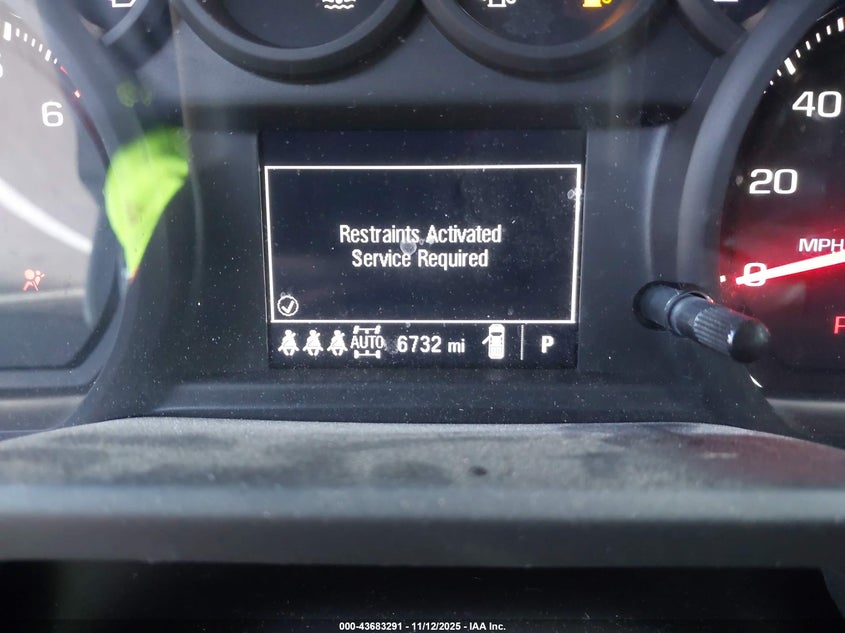 6
40
20
MPH
0
Restraints Activated
Service Required
AUTO 6732 mi P
000-43683291 - 11/12/2025 - IAA Inc.